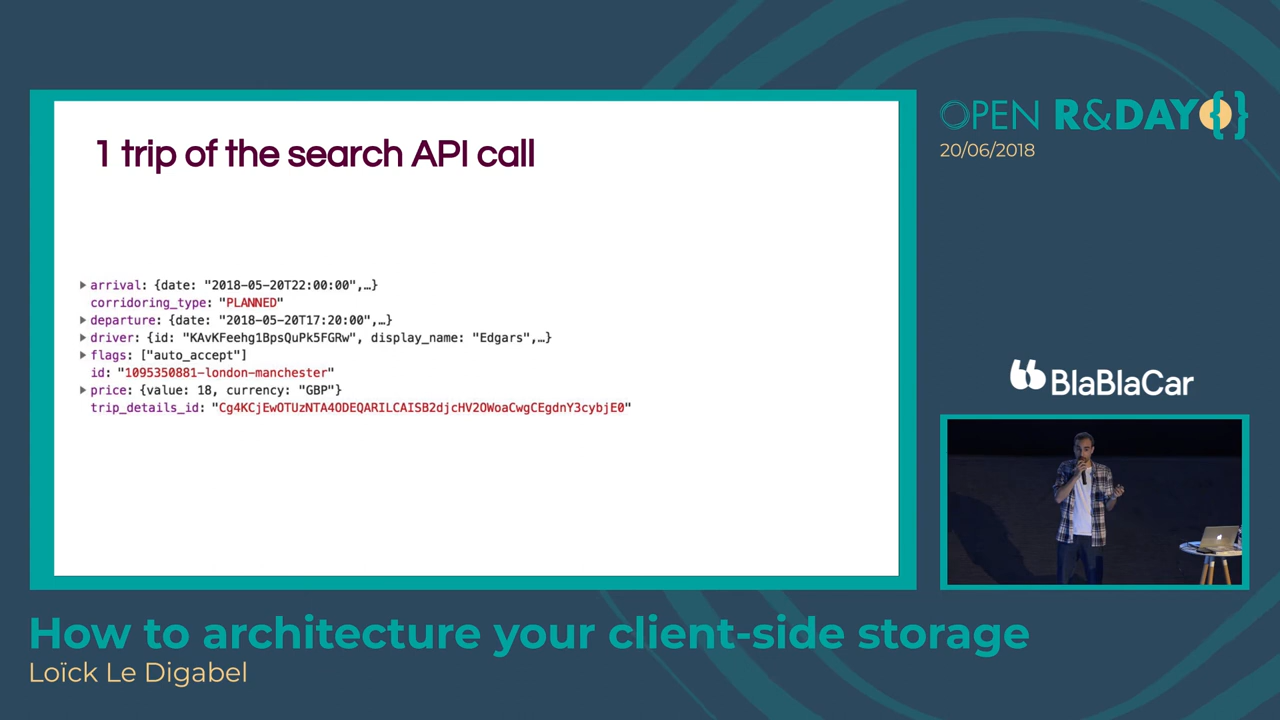 1 trip of the search API call
arrival: {date: "2018-05-20T22:00:00",…}
corridoring_type: "PLANNED"
departure: {date: "2018-05-20T17:20:00",…}
driver: {id: "KAvKFeehg1BpsQuPk5FGRw", display_name: "Edgars",…}
flags: ["auto_accept"]
id: "1095350881-london-manchester"
price: {value: 18, currency: "GBP"}
trip_details_id: "Cg4KCjEwOTUzNTA4ODEQARILCAISB2djcHV2OWoaCwgCEgdnY3cybjE0"
OPEN R&DAY {}
20/06/2018
BlaBlaCar
How to architecture your client-side storage
Loïck Le Digabel